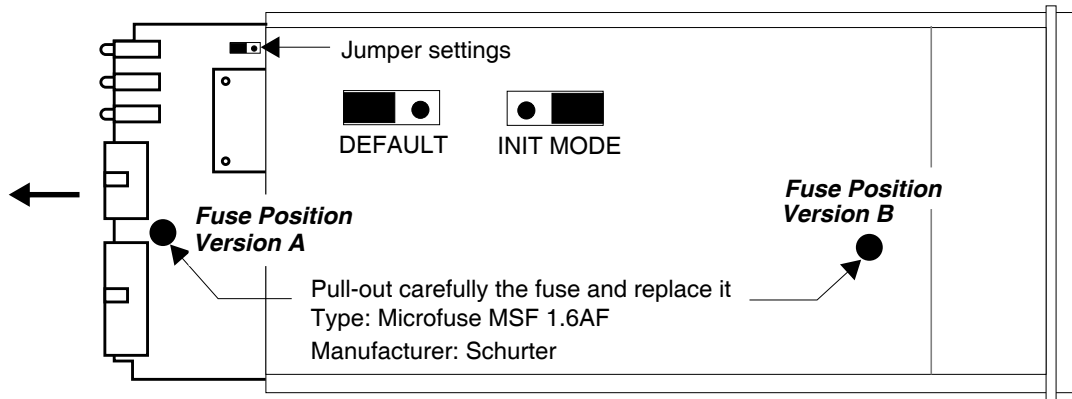 Jumper settings
DEFAULT
INIT MODE
Fuse Position
Version A
Fuse Position
Version B
Pull-out carefully the fuse and replace it
Type: Microfuse MSF 1.6AF
Manufacturer: Schurter